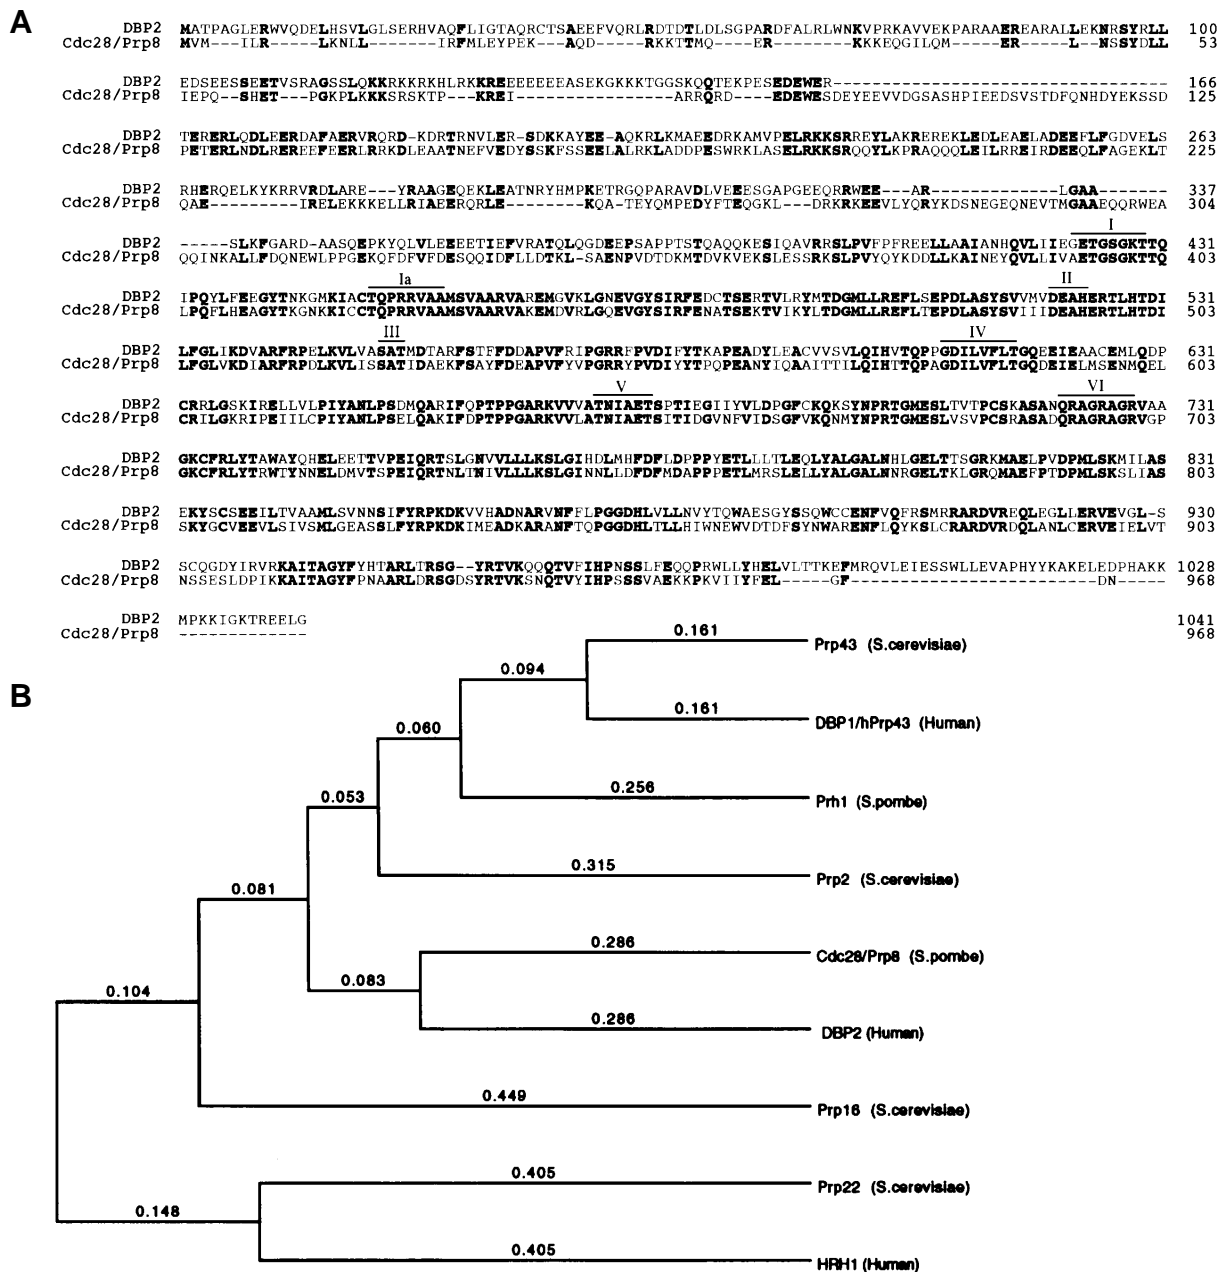 A
DBP2 MATPAGLERWVQDELHSVLGLSERHVAQFLIGTAQRCTSAEEFVQRLRDTDTLDLSGPARDFALRLWNKVPRKAVVEKPARAAEREARALLEKNRSYRLL 100
Cdc28/Prp8 MVM---ILR-----LKNLL-----IRFMLEYPEK---AQD-----RKKTTMQ---ER----------KKKEQGILQM-----ER------L--NSSYDLL 53
DBP2 EDSEESSEETVSRAGSSLQKKRKKRKHLRKKREEEEEEEASEKGKKKTGGSKQQTEKPESEDEWER---------------------------------- 166
Cdc28/Prp8 IEPQ--SHET---PGKPLKKKSRSKTP---KREI----------------ARRQRD----EDEWESDEYEEVVDGSASHPIEEDSVSTDFQNHDYEKSSD 125
DBP2 TERERLQDLEERDAFAERVRQRD-KDRTRNVLER-SDKKAYEE-AQKRLKMAEEDRKAMVPELRKKSRREYLAKREREKLEDLEAELADEEFLFGDVELS 263
Cdc28/Prp8 PETERLNDLREREEFEERLRRKDLEAATNEFVEDYSSKFSSEELALRKLADDPESWRKLASELRKKSRQQYLKPRAQQQLEILRREIRDEEQLFAGEKLT 225
DBP2 RHERQELKYKRRVRDLARE---YRAAGEQEKLEATNRYHMPKETRGQPARAVDLVEEESGAPGEEQRRWEE---AR-------------LGAA------- 337
Cdc28/Prp8 QAE---------IRELEKKKELLRIAEERQRLE------KQA-TEYQMPEDYFTEQGKL---DRKRKEEVLYQRYKDSNEGEQNEVTMGAAEQQRWEA 304
I
DBP2 -----SLKFGARD-AASQEPKYQLVLEEEETIEFVRATQLQGDEEPSAPPTSTQAQQKESIQAVRRSLPVFPFREELLAAIANHQVLIIEGETGSGKTTQ 431
Cdc28/Prp8 QQINKALLFDQNEWLPPGEKQFDFVFDESQQIDFLLDTKL-SAENPVDTDKMTDVKVEKSLESSRKSLPVYQYKDDLLKAINEYQVLLIVAETGSGKTTQ 403
Ia II
DBP2 IPQYLFEEGYTNKGMKIACTQPRRVAAMSVAARVAREMGVKLGNEVGYSIRFEDCTSERTVLRYMTDGMLLREFLSEPDLASYSVVMVDEAHERTLHTDI 531
Cdc28/Prp8 LPQFLHEAGYTKGNKKICCTQPRRVAAMSVAARVAKEMDVRLGQEVGYSIRFENATSEKTVIKYLTDGMLLREFLTEPDLASYSVIIIDEAHERTLHTDI 503
III IV
DBP2 LFGLIKDVARFRPELKVLVASATMDTARFSTFFDDAPVFRIPGRRFPVDIFYTKAPEADYLEACVVSVLQIHVTQPPGDILVFLTGQEEIEAACEMLQDP 631
Cdc28/Prp8 LFGLVKDIARFRPDLKVLISSATIDAEKFSAYFDEAPVFYVPGRRYPVDIYYTPQPEANYIQAAITTILQIHTTQPAGDILVFLTGQDEIELMSENMQEL 603
V VI
DBP2 CRRLGSKIRELLVLPIYANLPSDMQARIFQPTPPGARKVVVATNIAETSPTIEGIIYVLDPGFCKQKSYNPRTGMESLTVTPCSKASANQRAGRAGRVAA 731
Cdc28/Prp8 CRILGKRIPEIILCPIYANLPSELQAKIFDPTPPGARKVVLATNIAETSITIDGVNFVIDSGFVKQNMYNPRTGMESLVSVPCSRASADQRAGRAGRVGP 703
DBP2 GKCFRLYTAWAYQHELEETTVPEIQRTSLGNVVLLLKSLGIHDLMHFDFLDPPPYETLLLTLEQLYALGALNHLGELTTSGRKMAELPVDPMLSKMILAS 831
Cdc28/Prp8 GKCFRLYTRWTYNNELDMVTSPEIQRTNLTNIVLLLKSLGINNLLDFDFMDAPPPETLMRSLELLYALGALNNRGELTKLGRQMAEFPTDPMLSKSLIAS 803
DBP2 EKYSCSEEILTVAAMLSVNNSIFYRPKDKVVHADNARVNFFLPGGDHLVLLNVYTQWAESGYSSQWCCENFVQFRSMRRARDVREQLEGLLERVEVGL-S 930
Cdc28/Prp8 SKYGCVEEVLSIVSMLGEASSLFYRPKDKIMEADKARANFTQPGGDHLTLLHIWNEWVDTDFSYNWARENFLQYKSLCRARDVRDQLANLCERVEIELVT 903
DBP2 SCQGDYIRVRKAITAGYFYHTARLTRSG--YRTVKQQQTVFIHPNSSLFEQQPRWLLYHELVLTTKEFMRQVLEIESSWLLEVAPHYYKAKELEDPHAKK 1028
Cdc28/Prp8 NSSESLDPIKKAITAGYFPNAARLDRSGDSYRTVKSNQTVYIHPSSSVAEKKPKVIIYFEL-----GF-------------------------DN----- 968
DBP2 MPKKIGKTREELG 1041
Cdc28/Prp8 ------------- 968
B
0.161
Prp43 (S.cerevisiae)
0.094
0.161
DBP1/hPrp43 (Human)
0.060
0.256
Prh1 (S.pombe)
0.053
0.315
Prp2 (S.cerevisiae)
0.081
0.286
Cdc28/Prp8 (S.pombe)
0.083
0.104
0.286
DBP2 (Human)
0.449
Prp16 (S.cerevisiae)
0.405
Prp22 (S.cerevisiae)
0.148
0.405
HRH1 (Human)